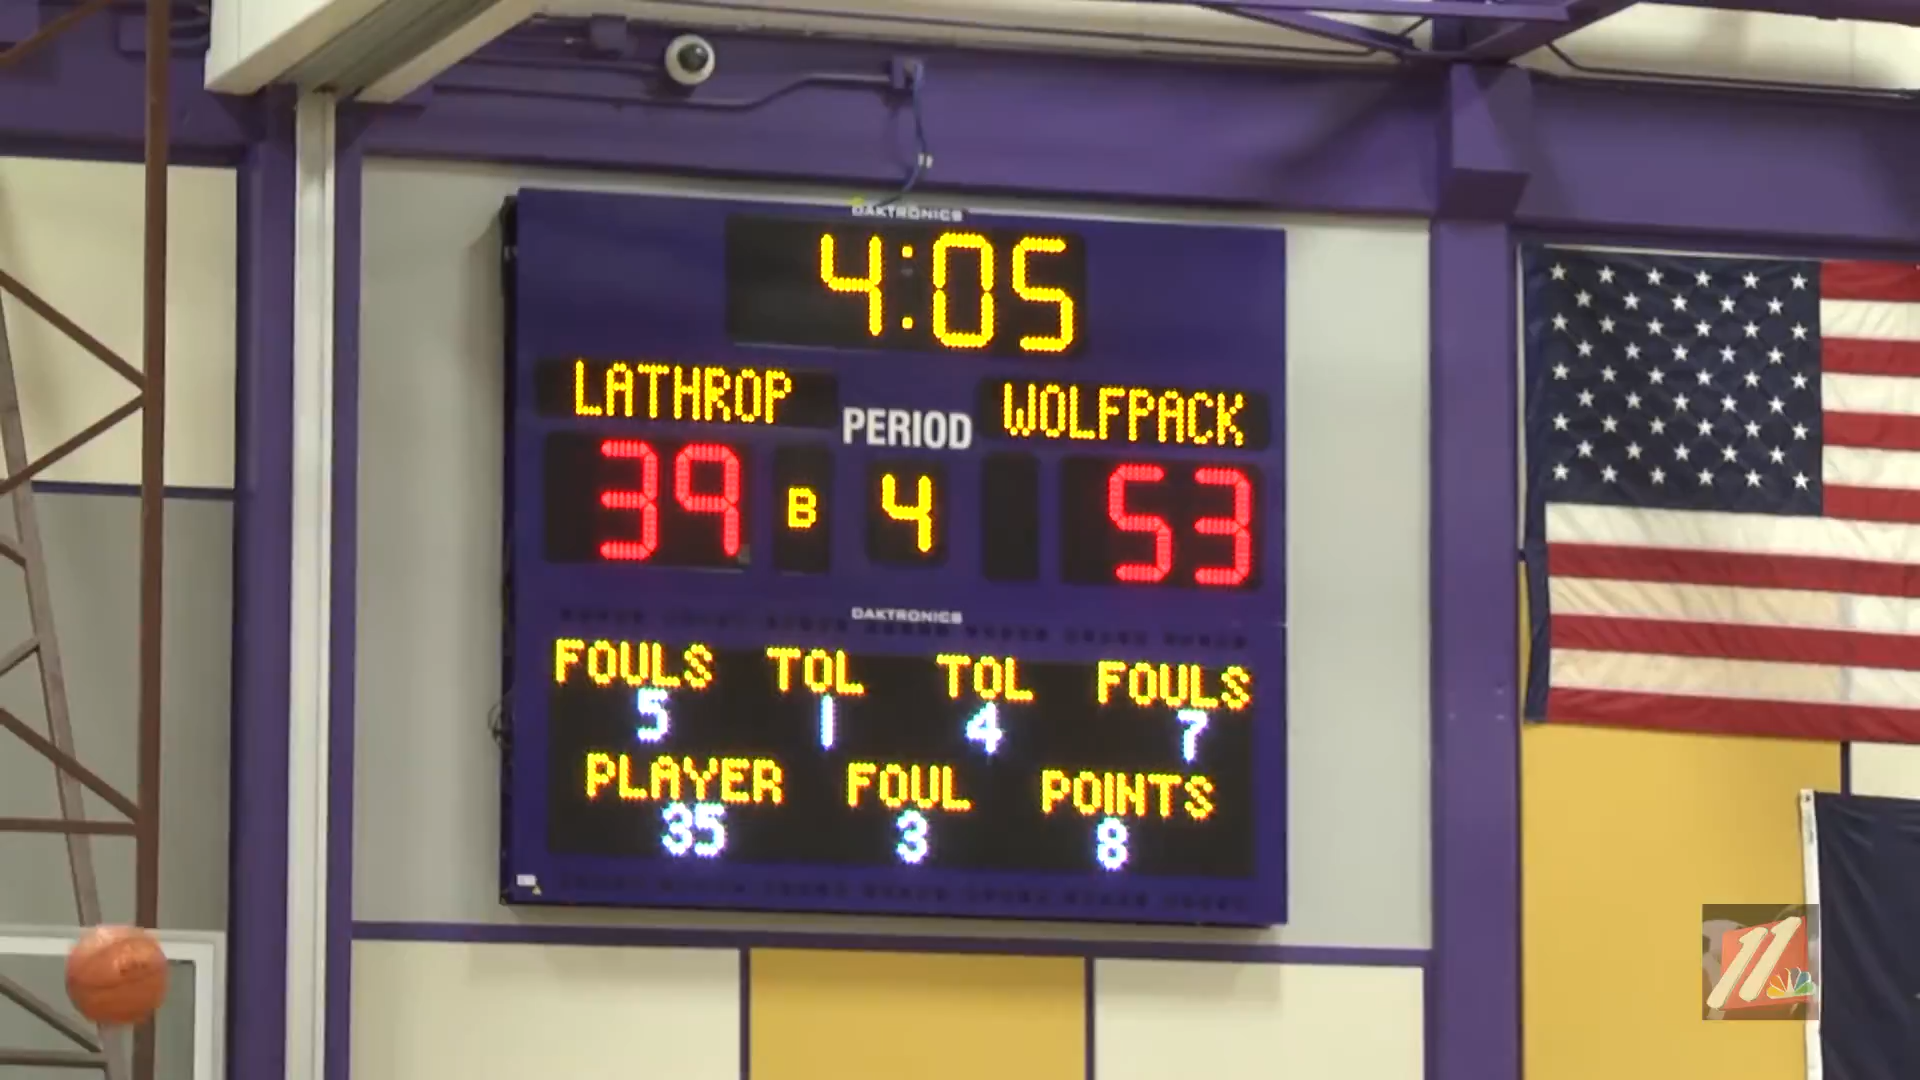 DAKTRONICS
4:05
LATHROP PERIOD WOLFPACK
39 B 4 53
DAKTRONICS
FOULS TOL TOL FOULS
5 1 4 7
PLAYER FOUL POINTS
35 3 8
11